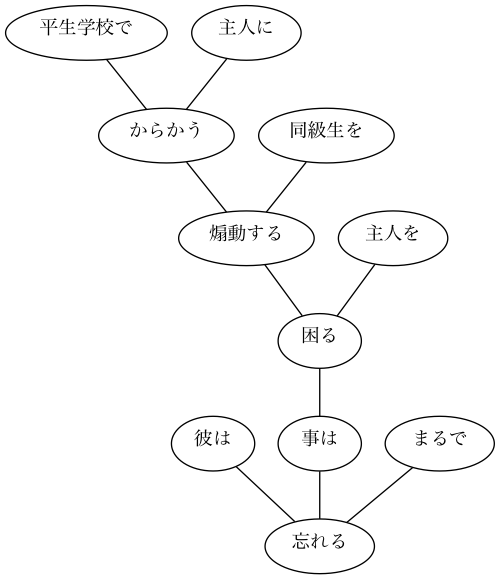 平生学校で
主人に
からかう
同級生を
煽動する
主人を
困る
彼は
事は
まるで
忘れる